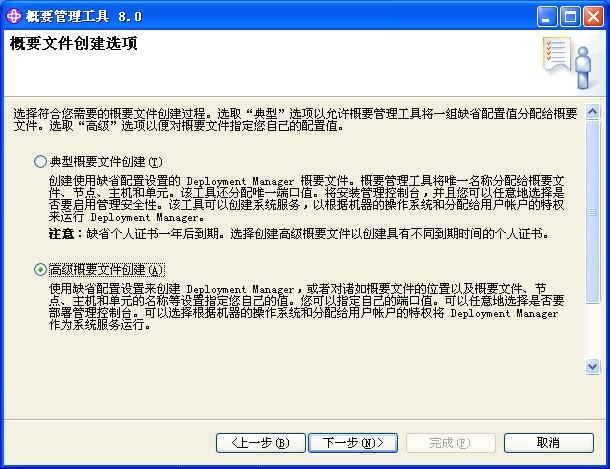 概要管理工具 8.0
概要文件创建选项
选择符合您需要的概要文件创建过程。选取“典型”选项以允许概要管理工具将一组缺省配置值分配给概要
文件。选取“高级”选项以便对概要文件指定您自己的配置值。
典型概要文件创建(T)
创建使用缺省配置设置的 Deployment Manager 概要文件。概要管理工具将唯一名称分配给概要文
件、节点、主机和单元。该工具还分配唯一端口值。将安装管理控制台，并且您可以任意地选择是
否要启用管理安全性。该工具可以创建系统服务，以根据机器的操作系统和分配给用户帐户的特权
来运行 Deployment Manager。
注意：缺省个人证书一年后到期。选择创建高级概要文件以创建具有不同到期时间的个人证书。
高级概要文件创建(A)
使用缺省配置设置来创建 Deployment Manager，或者对诸如概要文件的位置以及概要文件、节
点、主机和单元的名称等设置指定您自己的值。您可以指定自己的端口值。可以任意地选择是否要
部署管理控制台。可以选择根据机器的操作系统和分配给用户帐户的特权将 Deployment Manager
作为系统服务运行。
<上一步(B) 下一步(N)> 完成(F) 取消